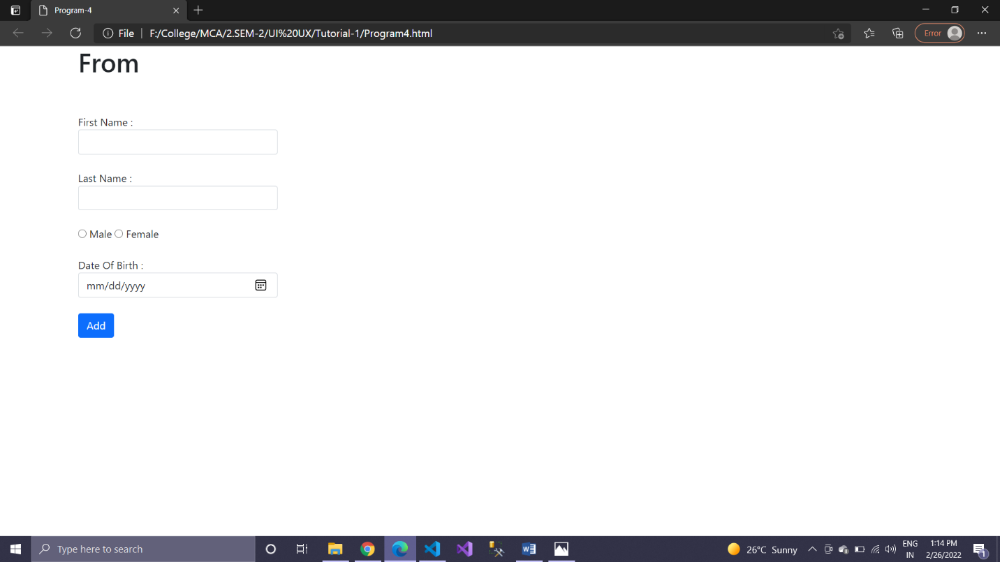 Program-4
File | F:/College/MCA/2.SEM-2/UI%20UX/Tutorial-1/Program4.html
Error
From
First Name :
Last Name :
Male Female
Date Of Birth :
mm/dd/yyyy
Add
Type here to search
W
26°C Sunny
ENG
IN
1:14 PM
2/26/2022
1